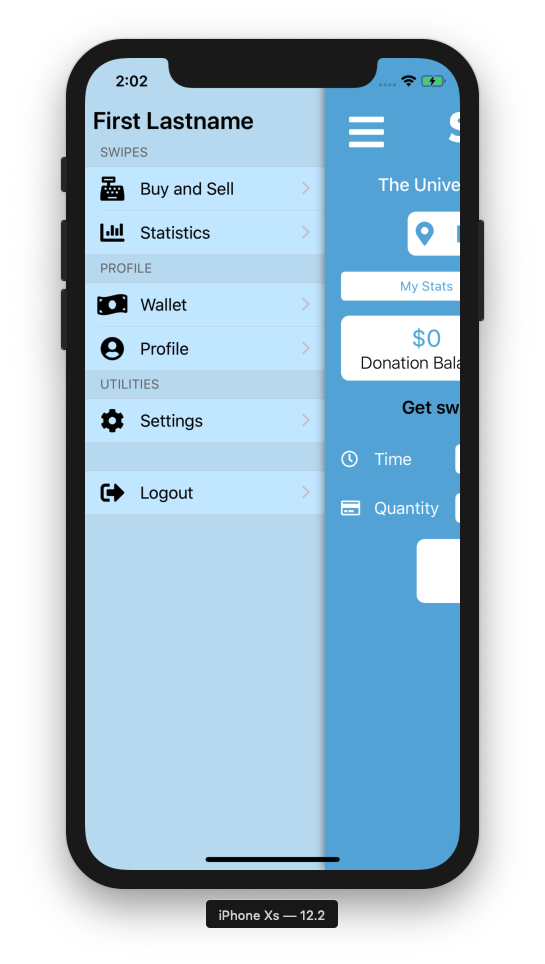 2:02
First Lastname
SWIPES
Buy and Sell
Statistics
PROFILE
Wallet
Profile
UTILITIES
Settings
Logout
S
The Unive
My Stats
$0
Donation Bala
Get sw
Time
Quantity
iPhone Xs — 12.2